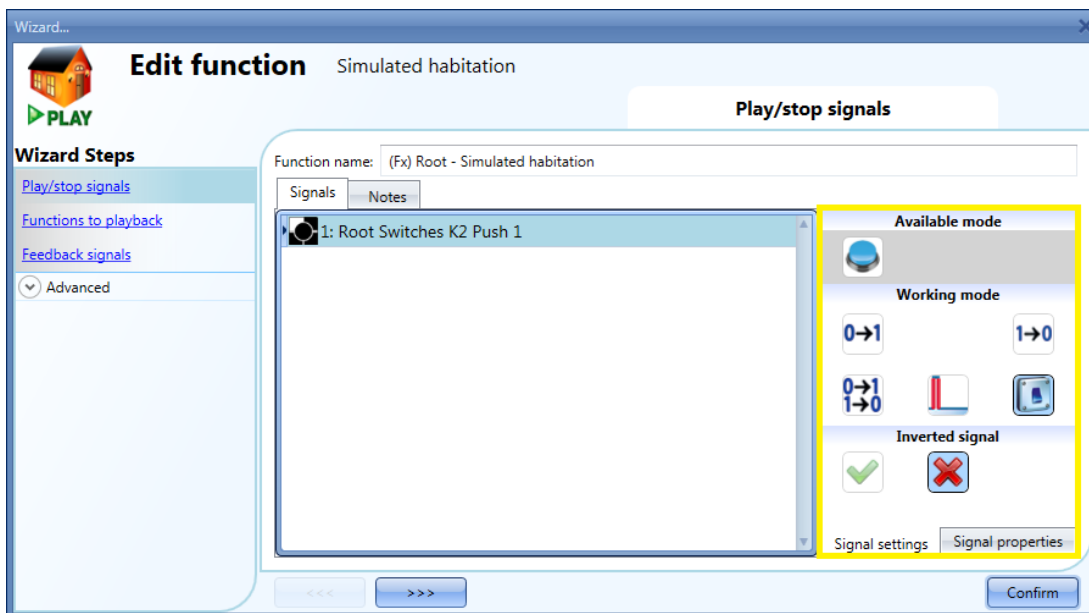 Wizard...
Edit function Simulated habitation
PLAY
Play/stop signals
Wizard Steps
Play/stop signals
Functions to playback
Feedback signals
Advanced
Function name: (Fx) Root - Simulated habitation
Signals Notes
1: Root Switches K2 Push 1
Available mode
Working mode
0→1 1→0
0→1
1→0
Inverted signal
Signal settings Signal properties
<<< >>> Confirm